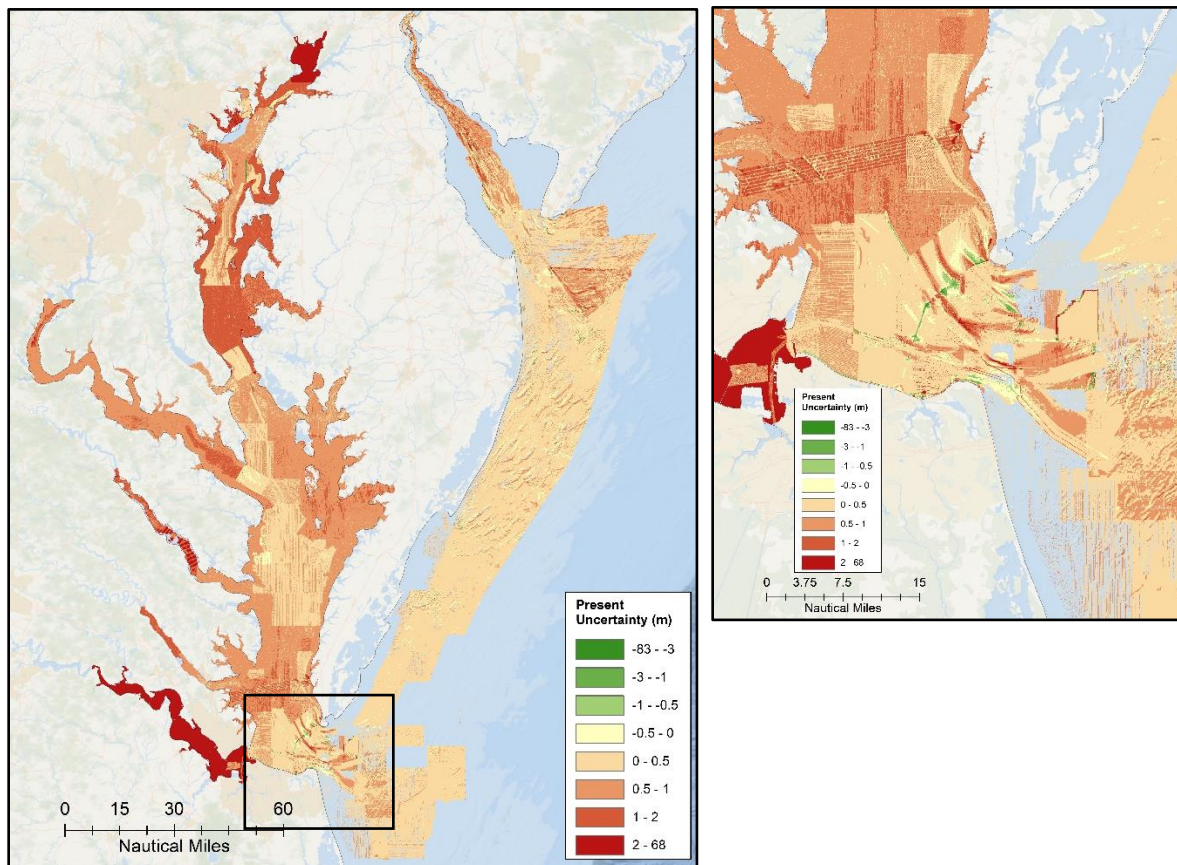 Present
Uncertainty (m)
-83 - -3
-3 - -1
-1 - -0.5
-0.5 - 0
0 - 0.5
0.5 - 1
1 - 2
2 - 68
0 15 30 60
Nautical Miles
Present
Uncertainty (m)
-83 - -3
-3 - -1
-1 - -0.5
-0.5 - 0
0 - 0.5
0.5 - 1
1 - 2
2 - 68
0 3.75 7.5 15
Nautical Miles